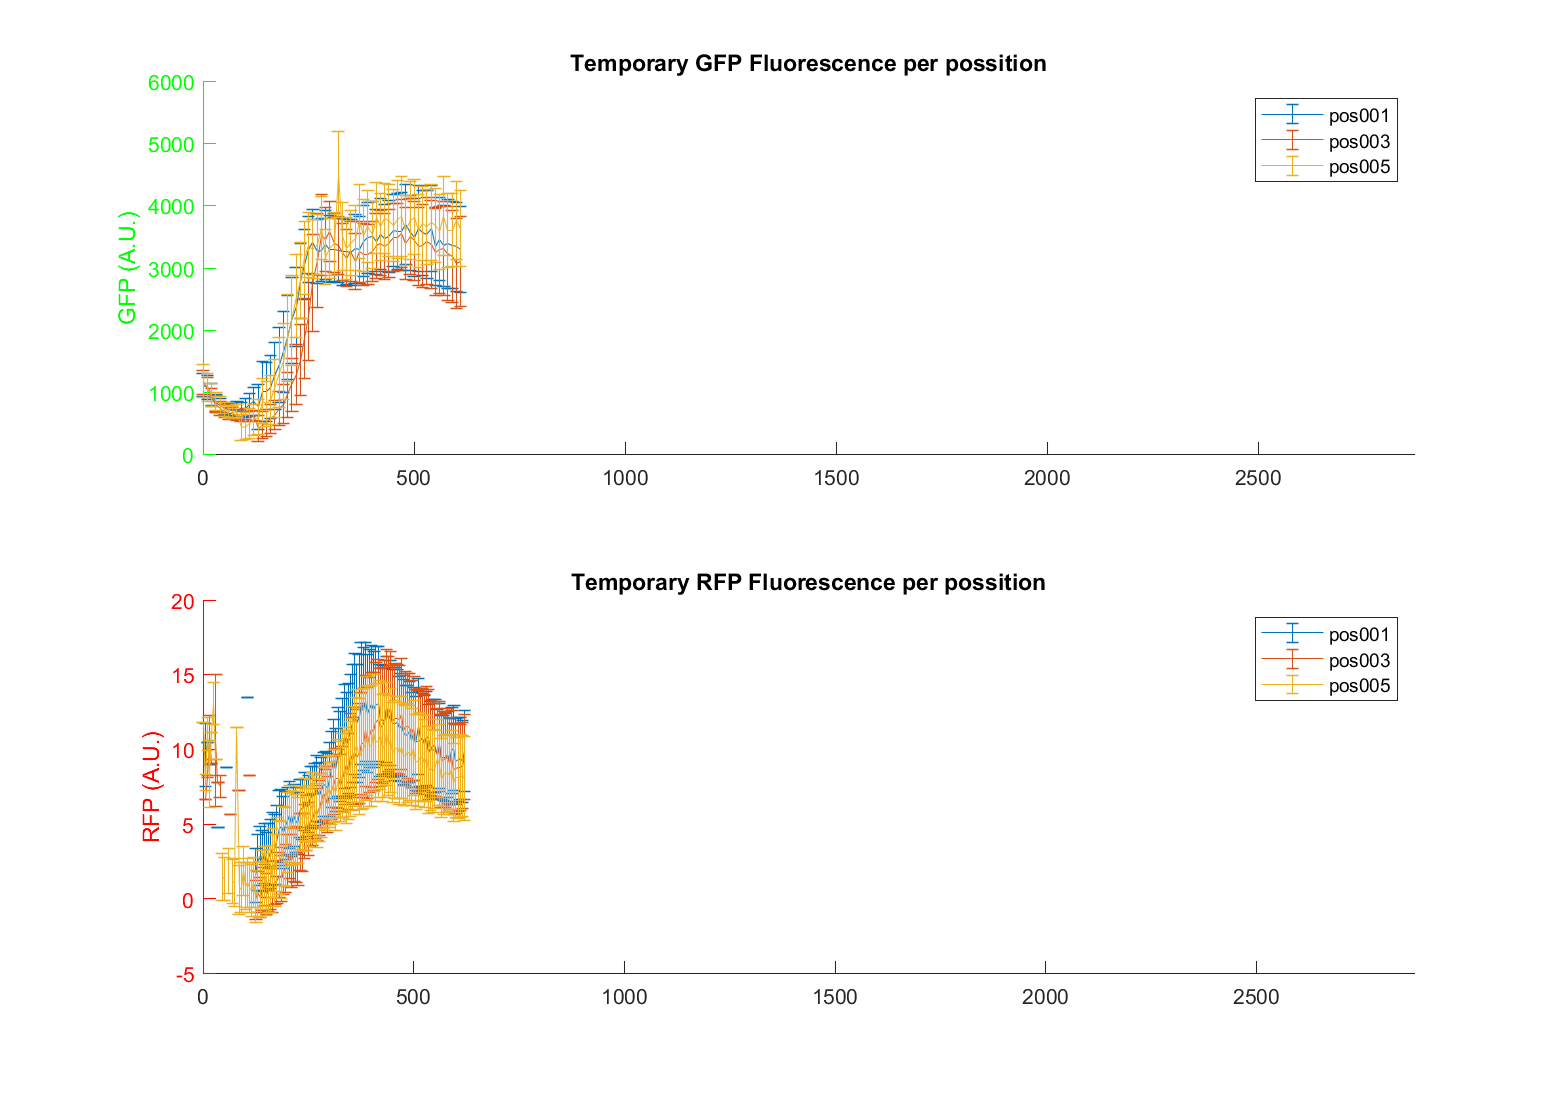 Temporary GFP Fluorescence per possition
6000
5000
4000
3000
2000
1000
0
GFP (A.U.)
0 500 1000 1500 2000 2500
pos001
pos003
pos005
Temporary RFP Fluorescence per possition
20
15
10
5
0
-5
RFP (A.U.)
0 500 1000 1500 2000 2500
pos001
pos003
pos005